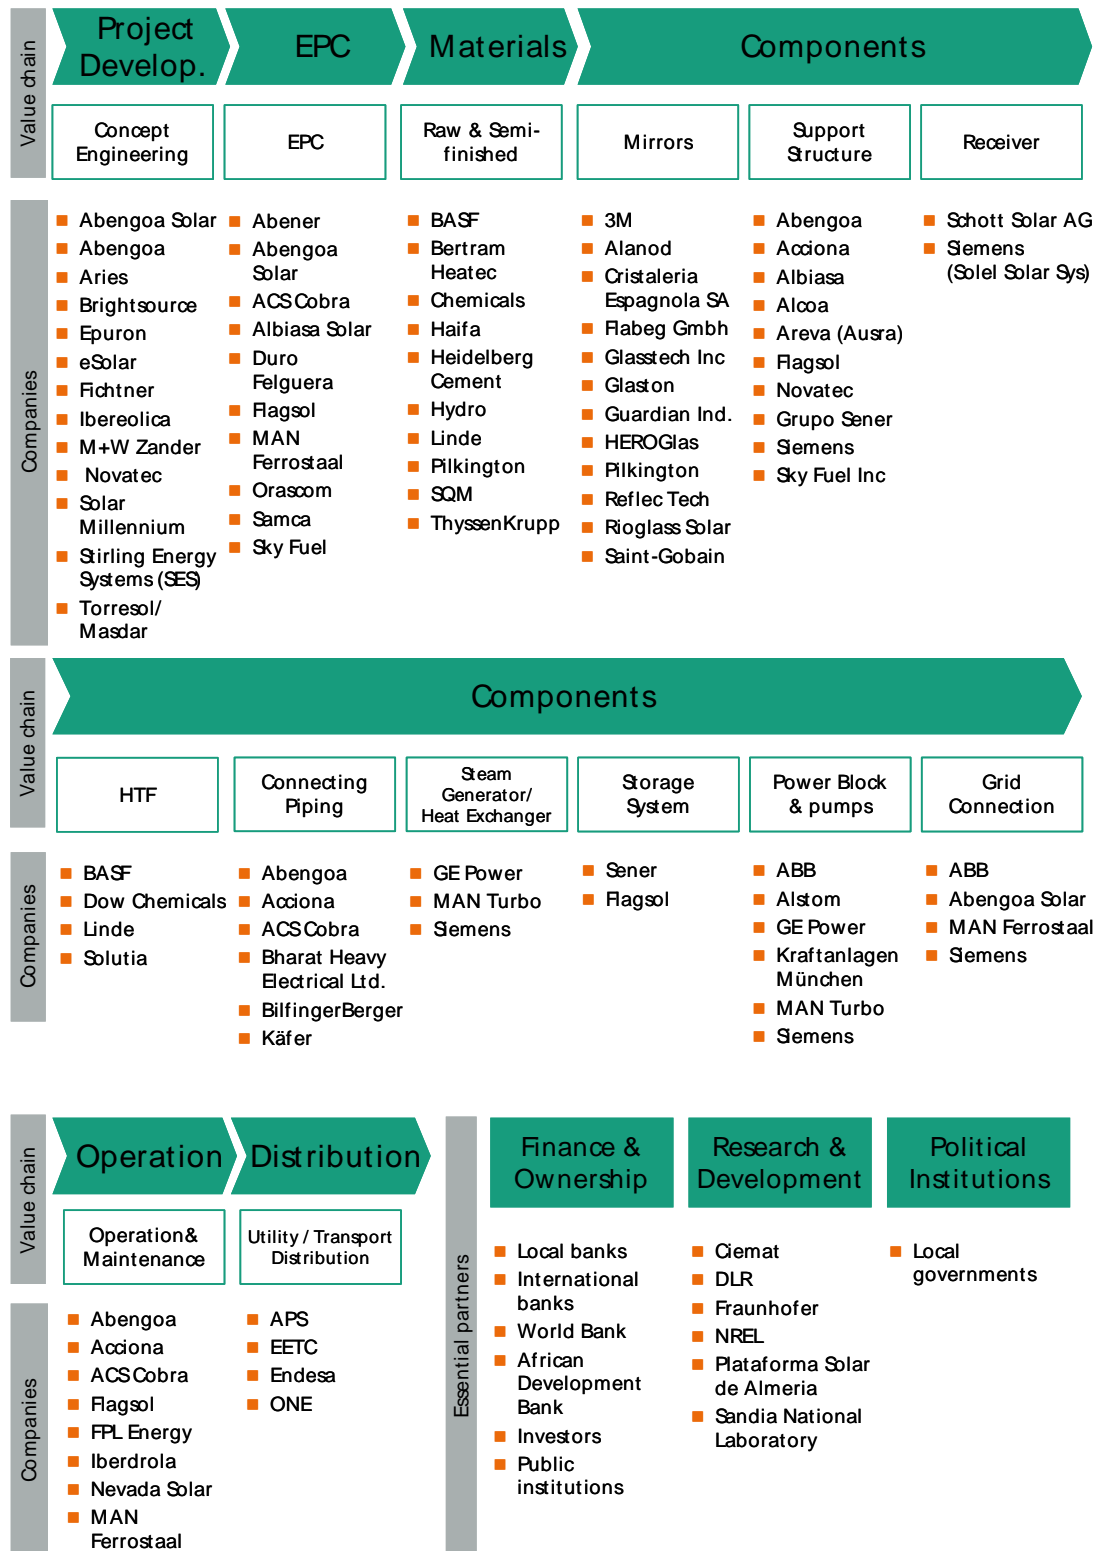 Value chain
Project
Develop.
EPC
Materials
Components
Concept
Engineering
EPC
Raw & Semi-
finished
Mirrors
Support
Structure
Receiver
Companies
Abengoa Solar
Abengoa
Aries
Brightsource
Epuron
eSolar
Fichtner
Ibereolica
M+W Zander
Novatec
Solar
Millennium
Stirling Energy
Systems (SES)
Torresol/
Masdar
Abener
Abengoa
Solar
ACS Cobra
Albiasa Solar
Duro
Felguera
Flagsol
MAN
Ferrostaal
Orascom
Samca
Sky Fuel
BASF
Bertram
Heatec
Chemicals
Haifa
Heidelberg
Cement
Hydro
Linde
Pilkington
SQM
ThyssenKrupp
3M
Alanod
Cristaleria
Espagnola SA
Flabeg Gmbh
Glasstech Inc
Glaston
Guardian Ind.
HEROGlas
Pilkington
Reflec Tech
Rioglass Solar
Saint-Gobain
Abengoa
Acciona
Albiasa
Alcoa
Areva (Ausra)
Flagsol
Novatec
Grupo Sener
Siemens
Sky Fuel Inc
Schott Solar AG
Siemens
(Solel Solar Sys)
Value chain
Components
HTF
Connecting
Piping
Steam
Generator/
Heat Exchanger
Storage
System
Power Block
& pumps
Grid
Connection
Companies
BASF
Dow Chemicals
Linde
Solutia
Abengoa
Acciona
ACS Cobra
Bharat Heavy
Electrical Ltd.
BilfingerBerger
Käfer
GE Power
MAN Turbo
Siemens
Sener
Flagsol
ABB
Alstom
GE Power
Kraftanlagen
München
MAN Turbo
Siemens
ABB
Abengoa Solar
MAN Ferrostaal
Siemens
Value chain
Operation
Distribution
Operation&
Maintenance
Utility / Transport
Distribution
Companies
Abengoa
Acciona
ACS Cobra
Flagsol
FPL Energy
Iberdrola
Nevada Solar
MAN
Ferrostaal
APS
EETC
Endesa
ONE
Essential partners
Finance &
Ownership
Research &
Development
Political
Institutions
Local banks
International
banks
World Bank
African
Development
Bank
Investors
Public
institutions
Ciemat
DLR
Fraunhofer
NREL
Plataforma Solar
de Almeria
Sandia National
Laboratory
Local
governments